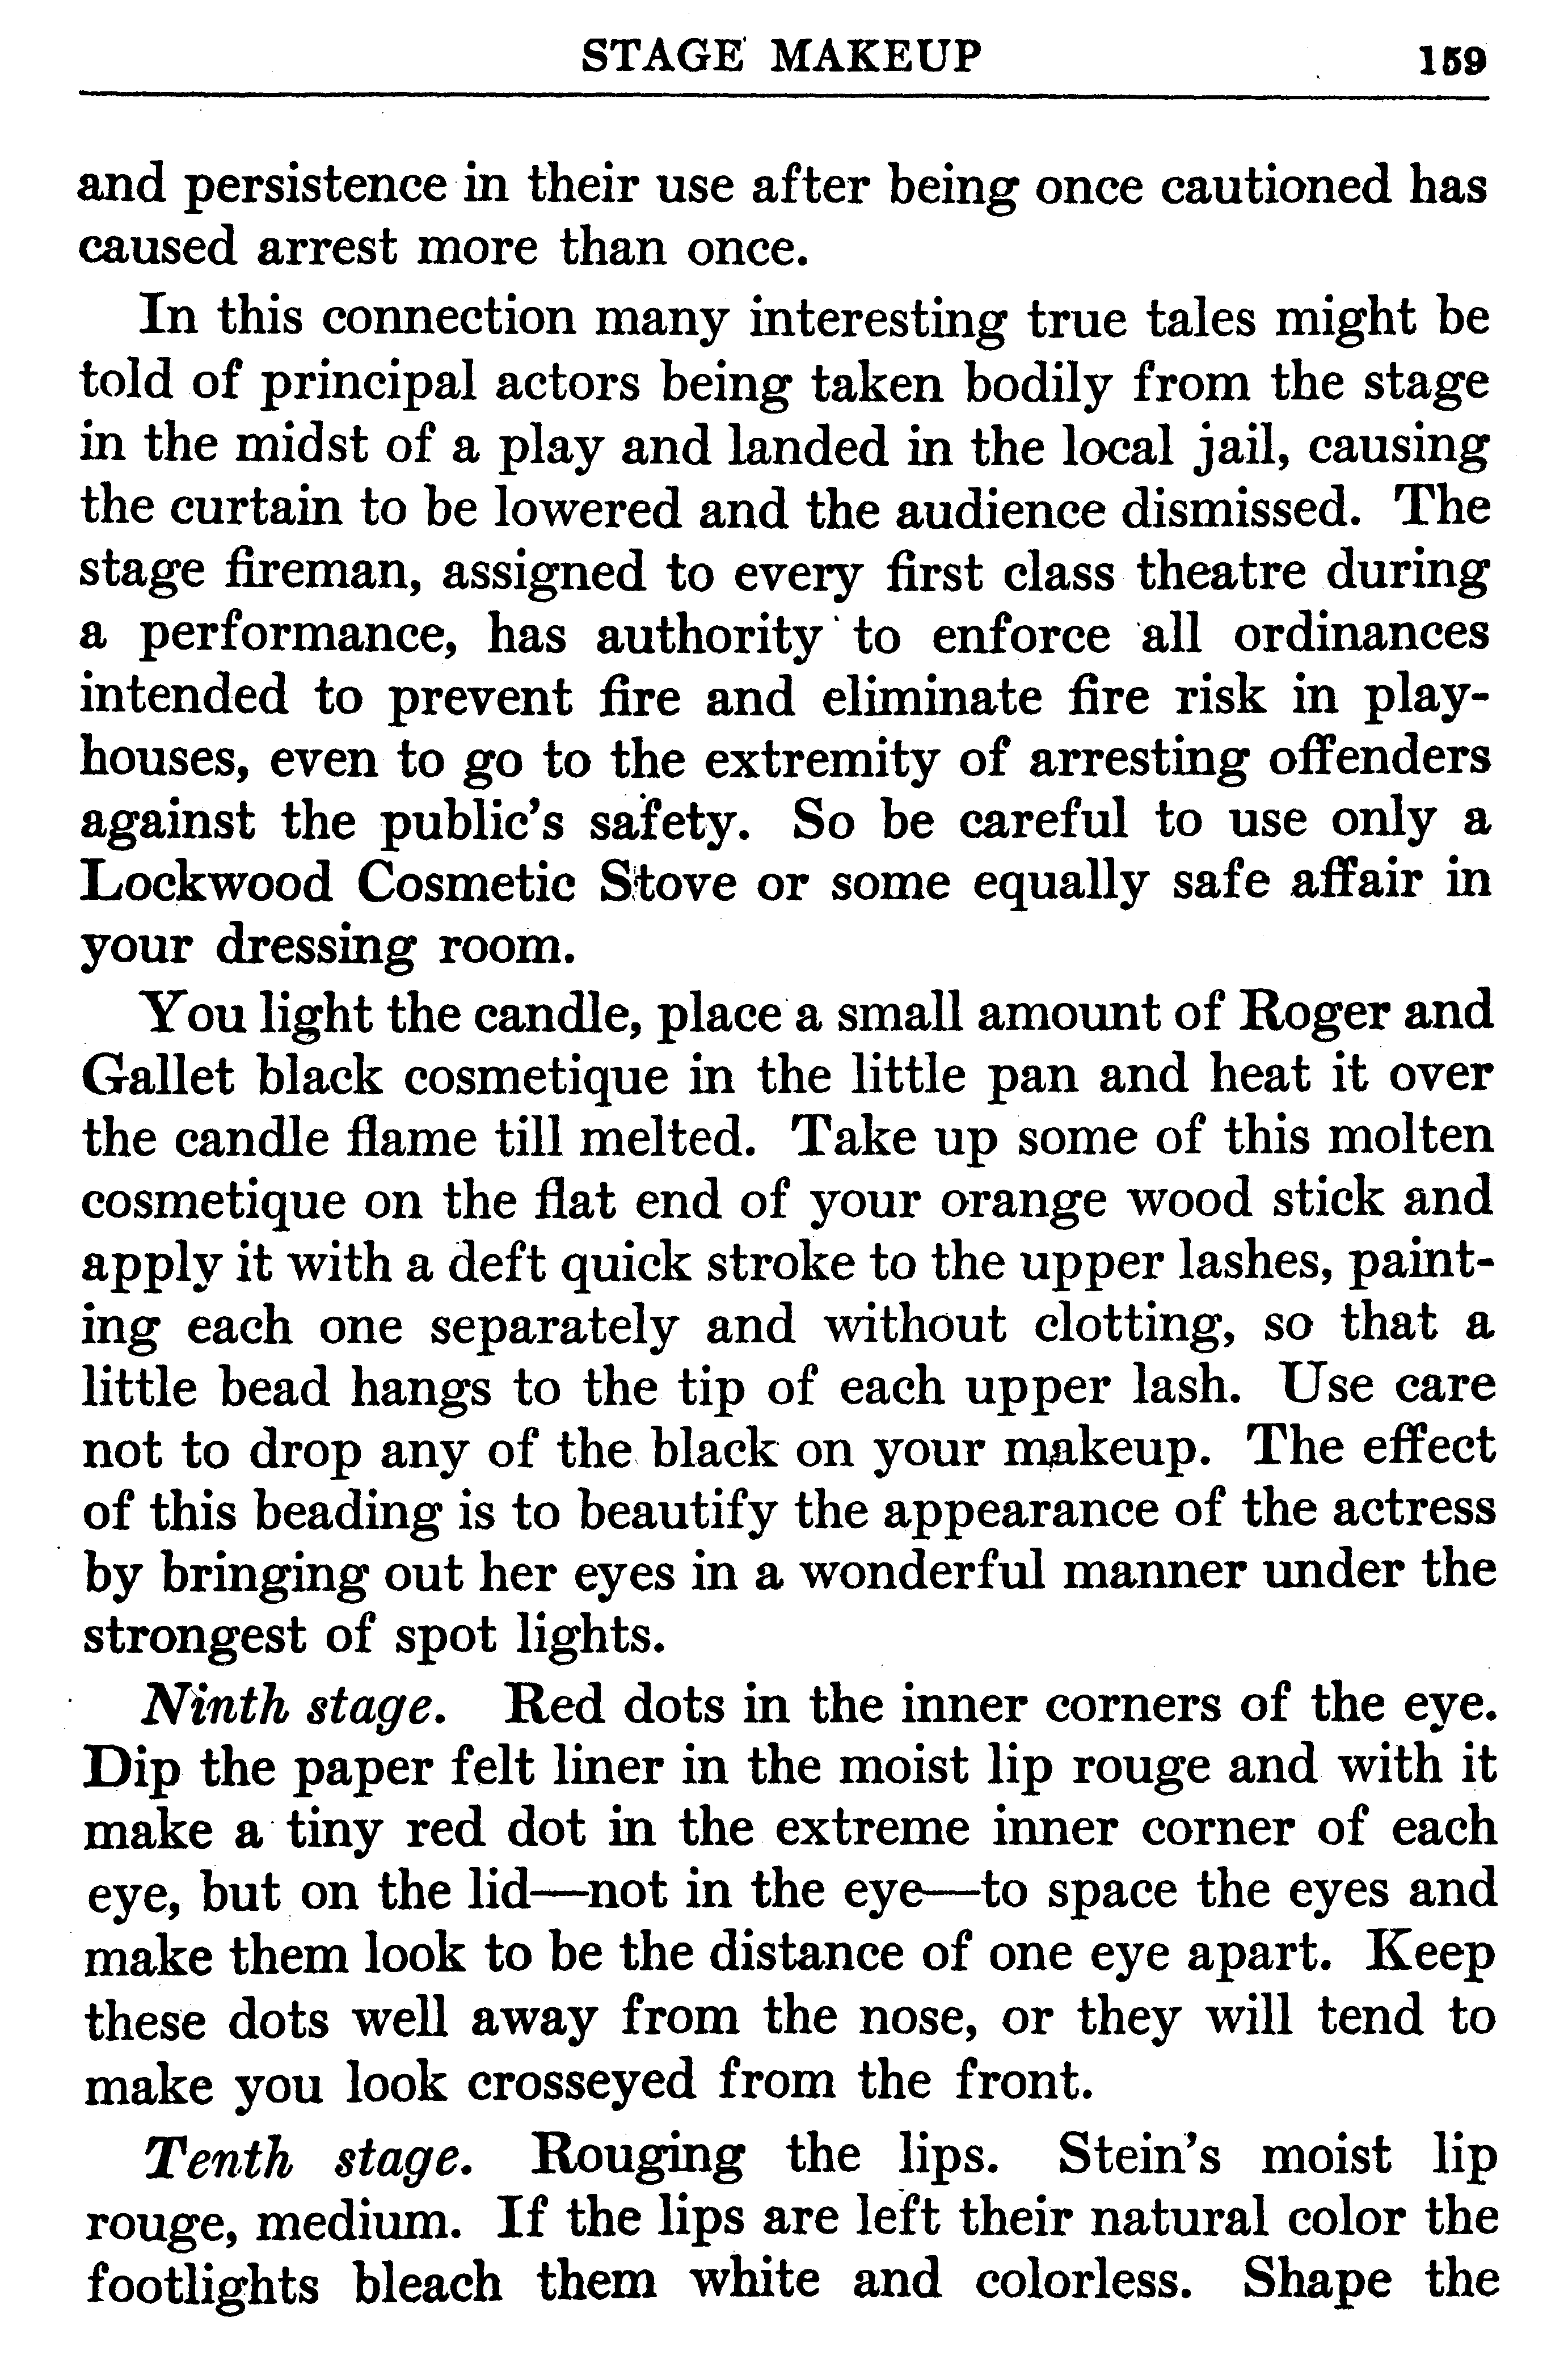 STAGE MAKEUP 159
and persistence in their use after being once cautioned has
caused arrest more than once.
In this connection many interesting true tales might be
told of principal actors being taken bodily from the stage
in the midst of a play and landed in the local jail, causing
the curtain to be lowered and the audience dismissed. The
stage fireman, assigned to every first class theatre during
a performance, has authority to enforce all ordinances
intended to prevent fire and eliminate fire risk in play-
houses, even to go to the extremity of arresting offenders
against the public's safety. So be careful to use only a
Lockwood Cosmetic Stove or some equally safe affair in
your dressing room.
You light the candle, place a small amount of Roger and
Gallet black cosmetique in the little pan and heat it over
the candle flame till melted. Take up some of this molten
cosmetique on the flat end of your orange wood stick and
apply it with a deft quick stroke to the upper lashes, paint-
ing each one separately and without clotting, so that a
little bead hangs to the tip of each upper lash. Use care
not to drop any of the black on your makeup. The effect
of this beading is to beautify the appearance of the actress
by bringing out her eyes in a wonderful manner under the
strongest of spot lights.
Ninth stage. Red dots in the inner corners of the eye.
Dip the paper felt liner in the moist lip rouge and with it
make a tiny red dot in the extreme inner corner of each
eye, but on the lid—not in the eye—to space the eyes and
make them look to be the distance of one eye apart. Keep
these dots well away from the nose, or they will tend to
make you look crosseyed from the front.
Tenth stage. Rouging the lips. Stein's moist lip
rouge, medium. If the lips are left their natural color the
footlights bleach them white and colorless. Shape the